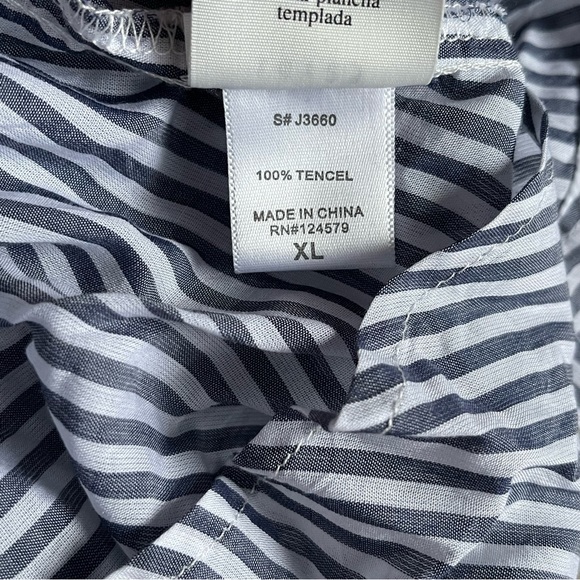 plancha
templada
S# J3660
100% TENCEL
MADE IN CHINA
RN#124579
XL